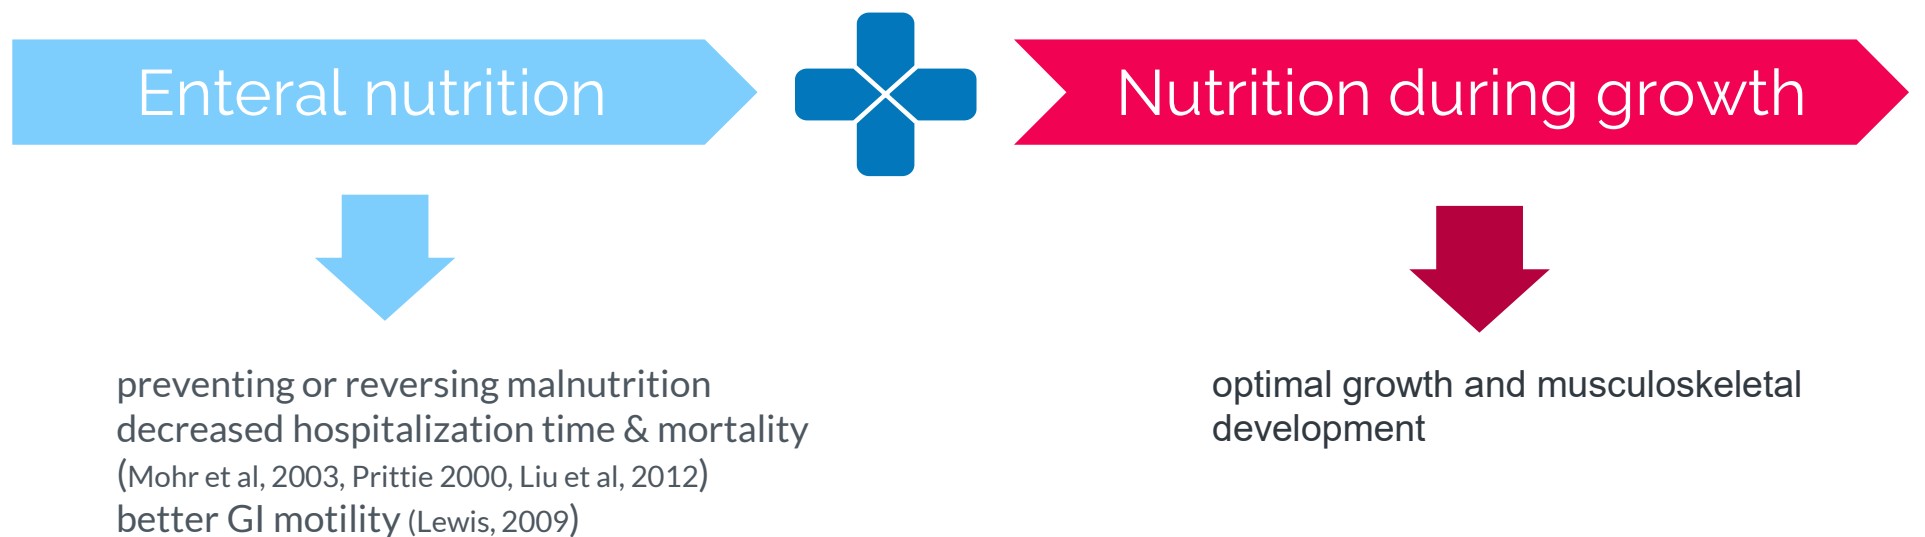 Enteral nutrition
Nutrition during growth
preventing or reversing malnutrition
decreased hospitalization time & mortality
(Mohr et al, 2003, Prittie 2000, Liu et al, 2012)
better GI motility (Lewis, 2009)
optimal growth and musculoskeletal
development